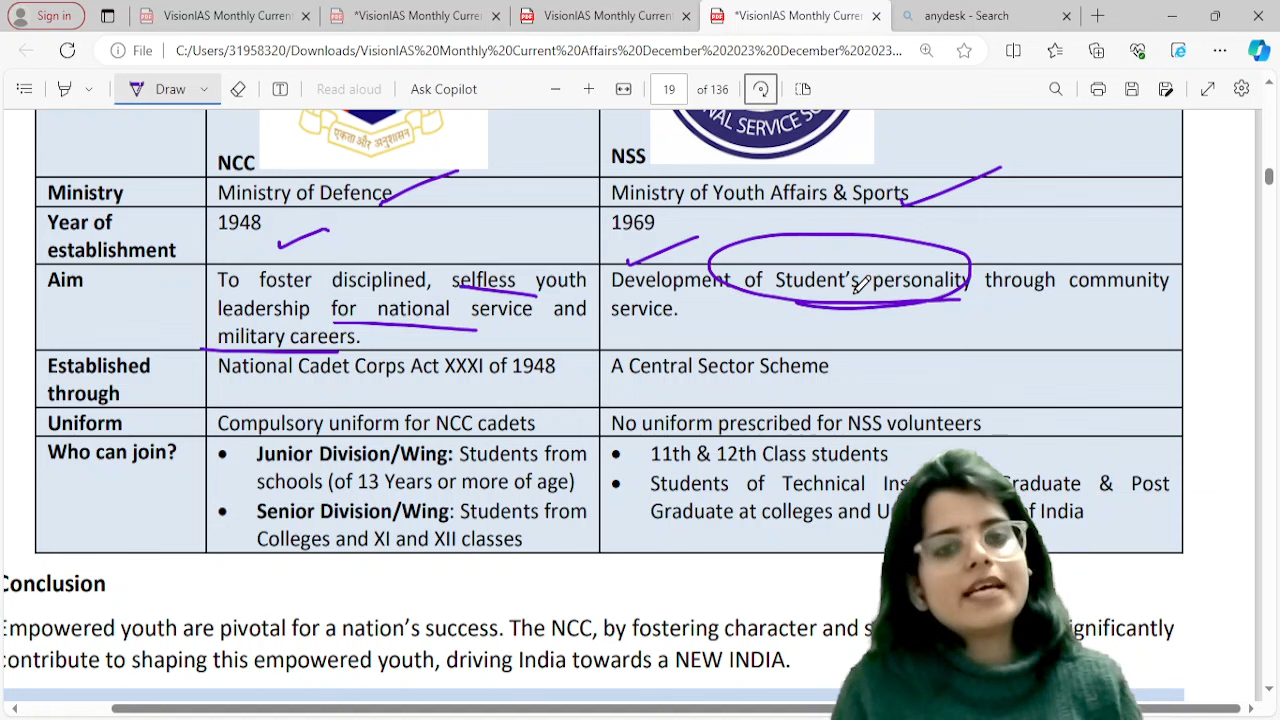 Sign in
VisionIAS Monthly Curren
*VisionIAS Monthly Curre
VisionIAS Monthly Curren
*VisionIAS Monthly Curre
anydesk - Search
File
C:/Users/31958320/Downloads/VisionIAS%20Monthly%20Current%20Affairs%20December%202023%20December%202023...
Draw
Read aloud
Ask Copilot
19 of 136
एकता और अनुशासन
NAL SERVICE
NCC
NSS
Ministry
Ministry of Defence
Ministry of Youth Affairs & Sports
Year of
establishment
1948
1969
Aim
To foster disciplined, selfless youth
leadership for national service and
military careers.
Development of Student’s personality through community
service.
Established
through
National Cadet Corps Act XXXI of 1948
A Central Sector Scheme
Uniform
Compulsory uniform for NCC cadets
No uniform prescribed for NSS volunteers
Who can join?
• Junior Division/Wing: Students from
schools (of 13 Years or more of age)
• Senior Division/Wing: Students from
Colleges and XI and XII classes
• 11th & 12th Class students
• Students of Technical Graduate & Post
Graduate at colleges and of India
Conclusion
Empowered youth are pivotal for a nation’s success. The NCC, by fostering character and
contribute to shaping this empowered youth, driving India towards a NEW INDIA.